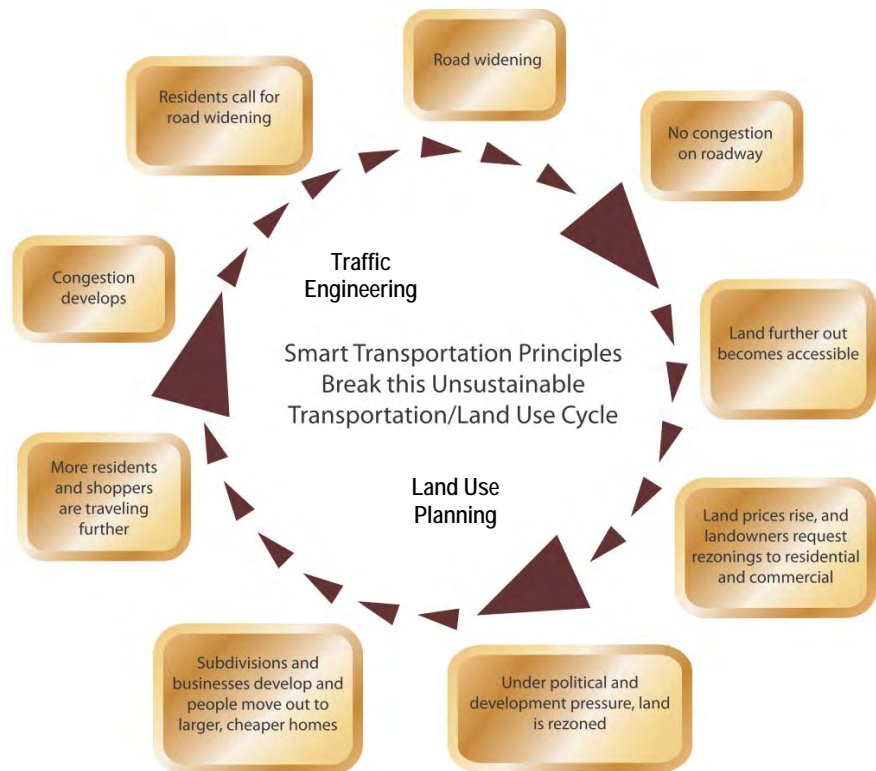 Road widening
No congestion
on roadway
Land further out
becomes accessible
Land prices rise, and
landowners request
rezonings to residential
and commercial
Under political and
development pressure, land
is rezoned
Subdivisions and
businesses develop and
people move out to
larger, cheaper homes
More residents
and shoppers
are traveling
further
Congestion
develops
Residents call for
road widening
Traffic
Engineering
Smart Transportation Principles
Break this Unsustainable
Transportation/Land Use Cycle
Land Use
Planning